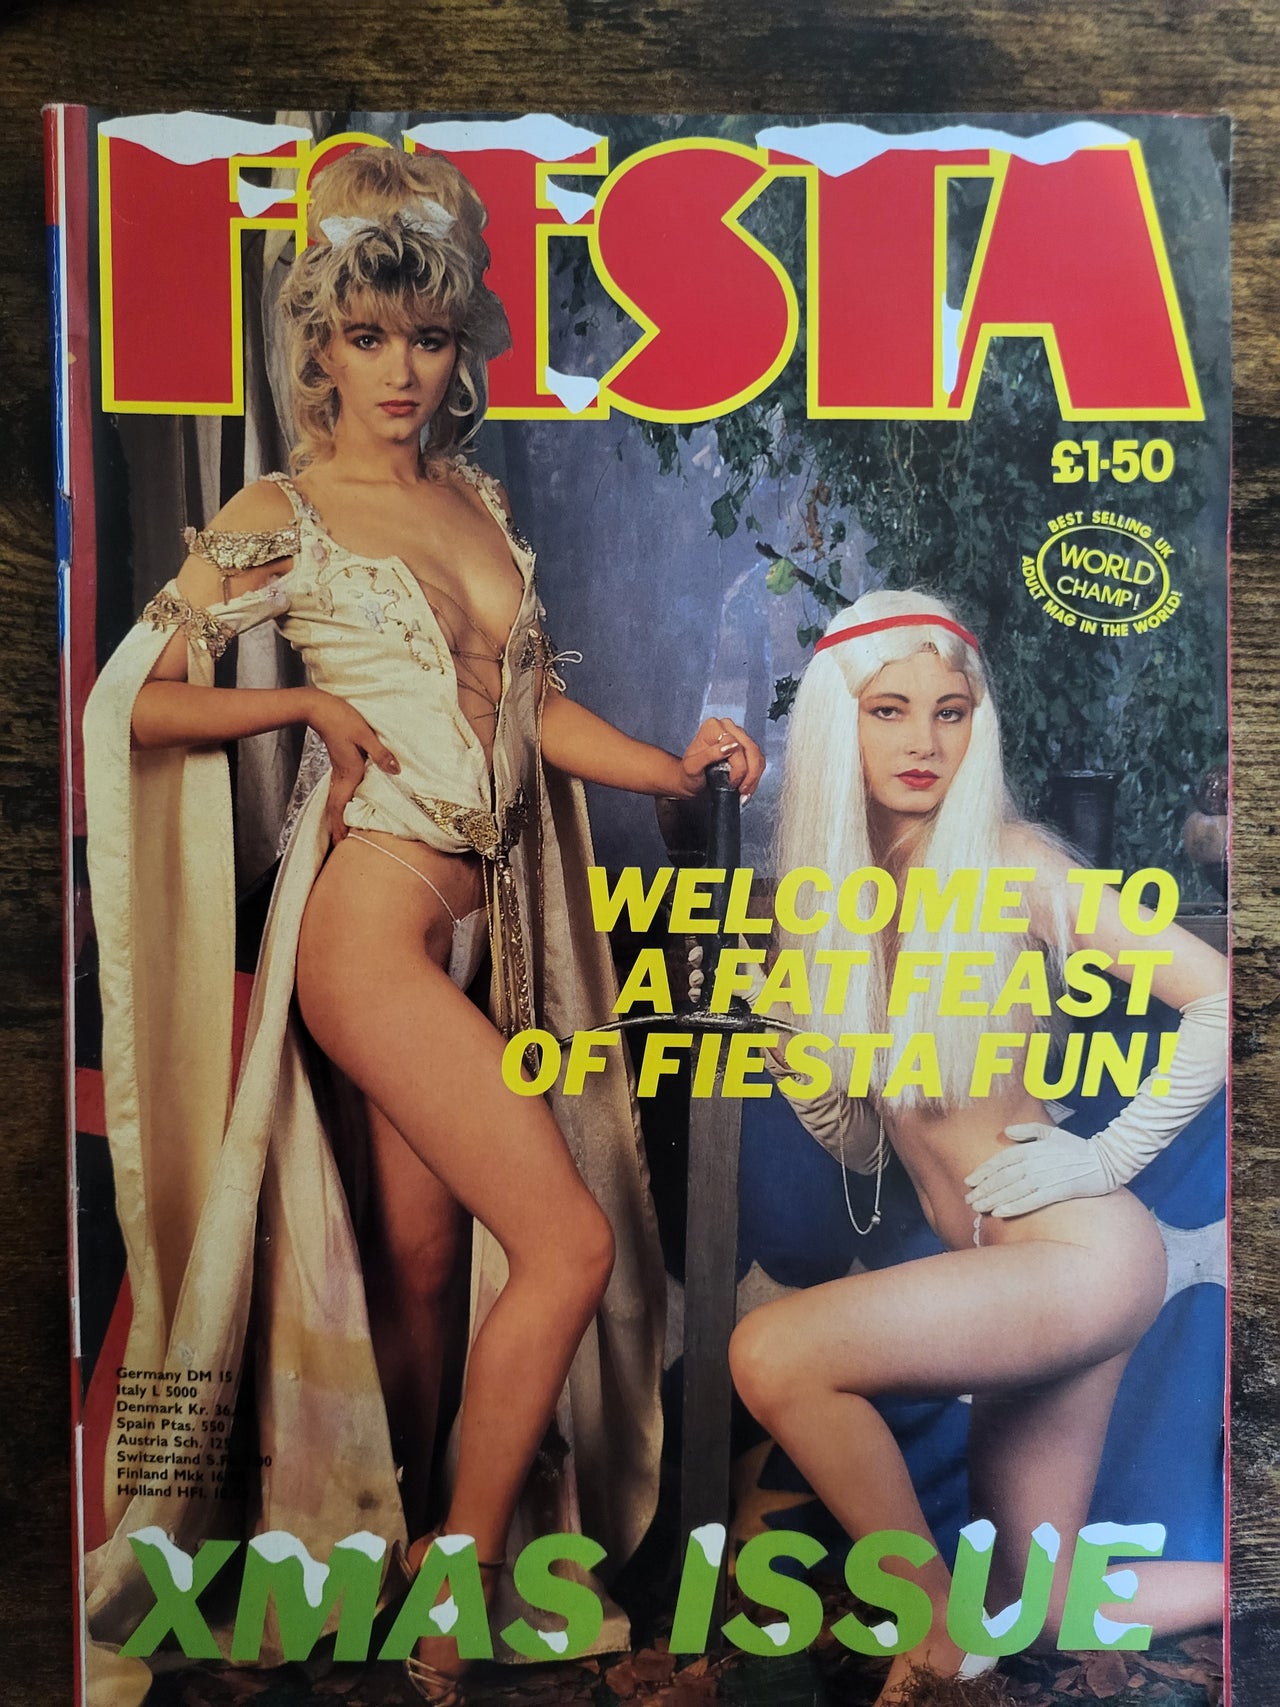 FIESTA
£1·50
BEST SELLING UK
WORLD
CHAMP!
ADULT MAG IN THE WORLD!
WELCOME TO
A FAT FEAST
OF FIESTA FUN!
Germany DM 15
Italy L 5000
Denmark Kr. 36.
Spain Ptas. 550
Austria Sch. 125
Switzerland
Finland Mkk
Holland HFl.
XMAS ISSUE